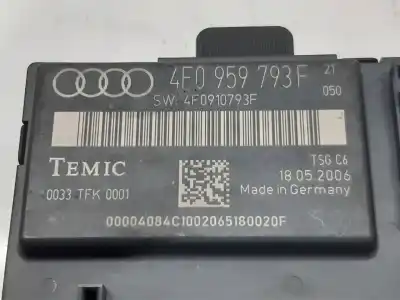 4F0 959 793F 21
SW: 4F0910793F 050
TEMIC TSG C6
18.05.2006
0033 TFK 0001 Made in Germany
00004084C1002065180020F